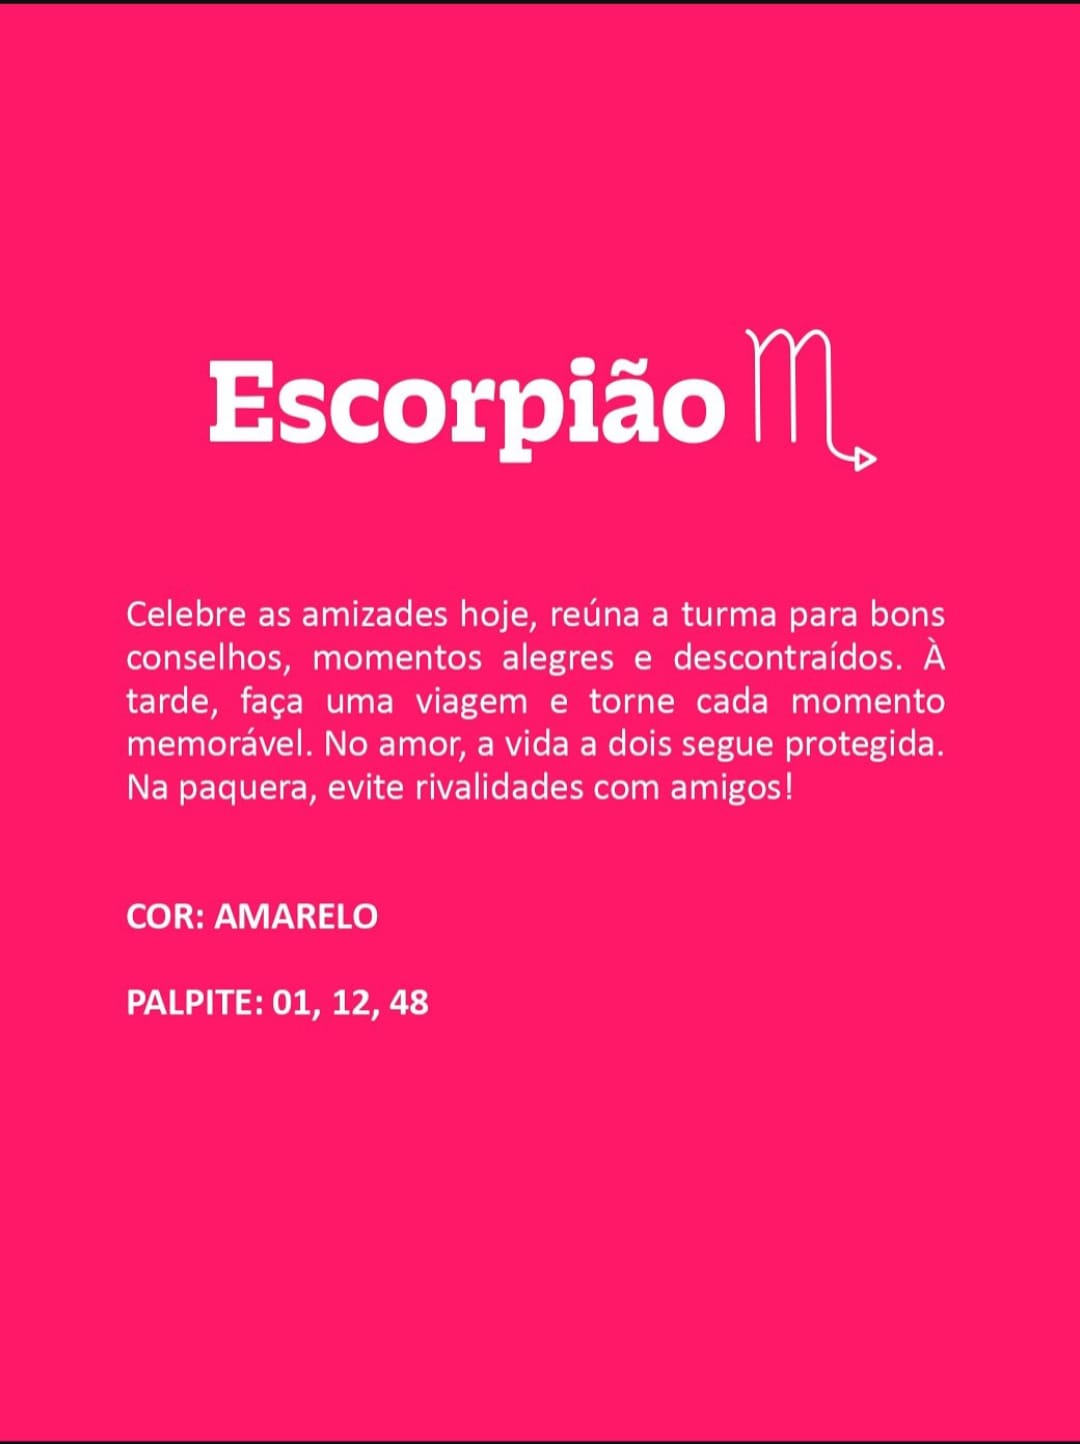 Escorpião
Celebre as amizades hoje, reúna a turma para bons
conselhos, momentos alegres e descontraídos. À
tarde, faça uma viagem e torne cada momento
memorável. No amor, a vida a dois segue protegida.
Na paquera, evite rivalidades com amigos!
COR: AMARELO
PALPITE: 01, 12, 48